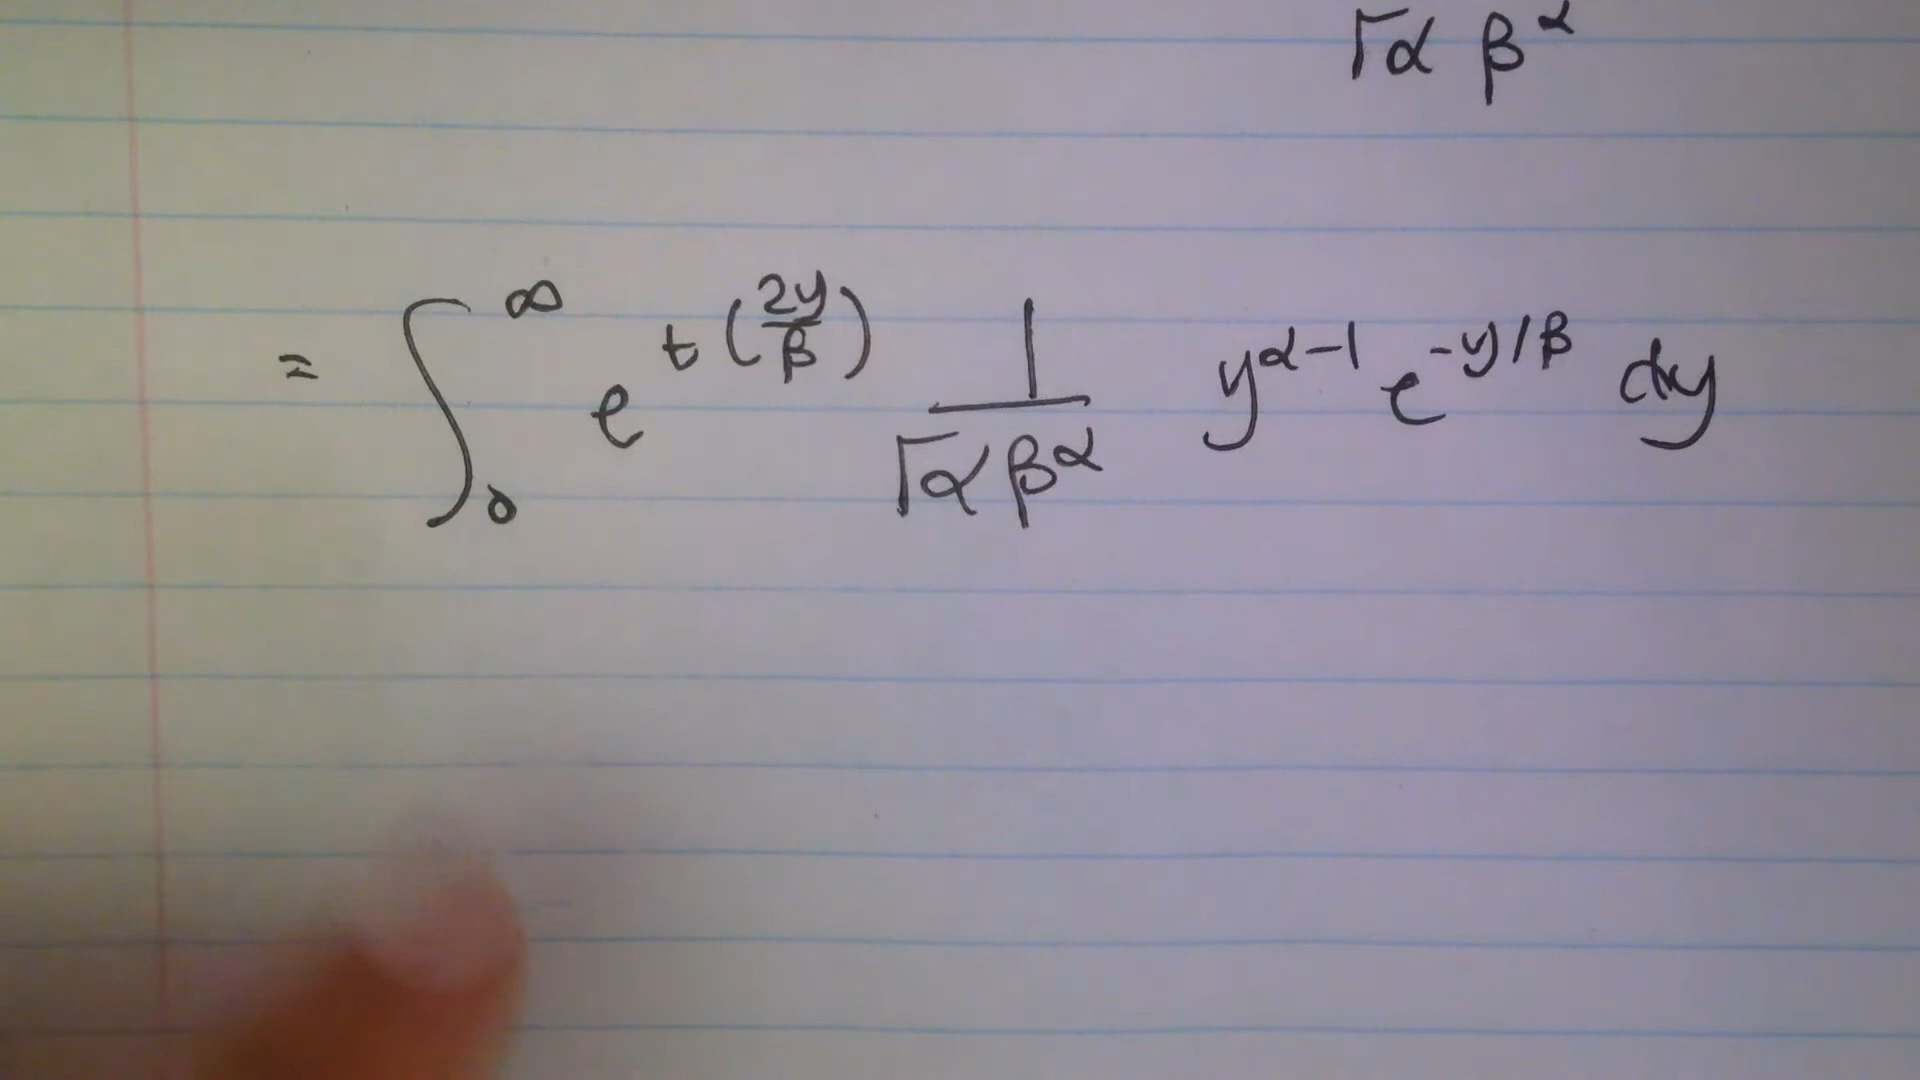 Γα β^α
= ∫_0^∞ e^{t(2y/β)} 1/(Γα β^α) y^{α-1} e^{-y/β} dy